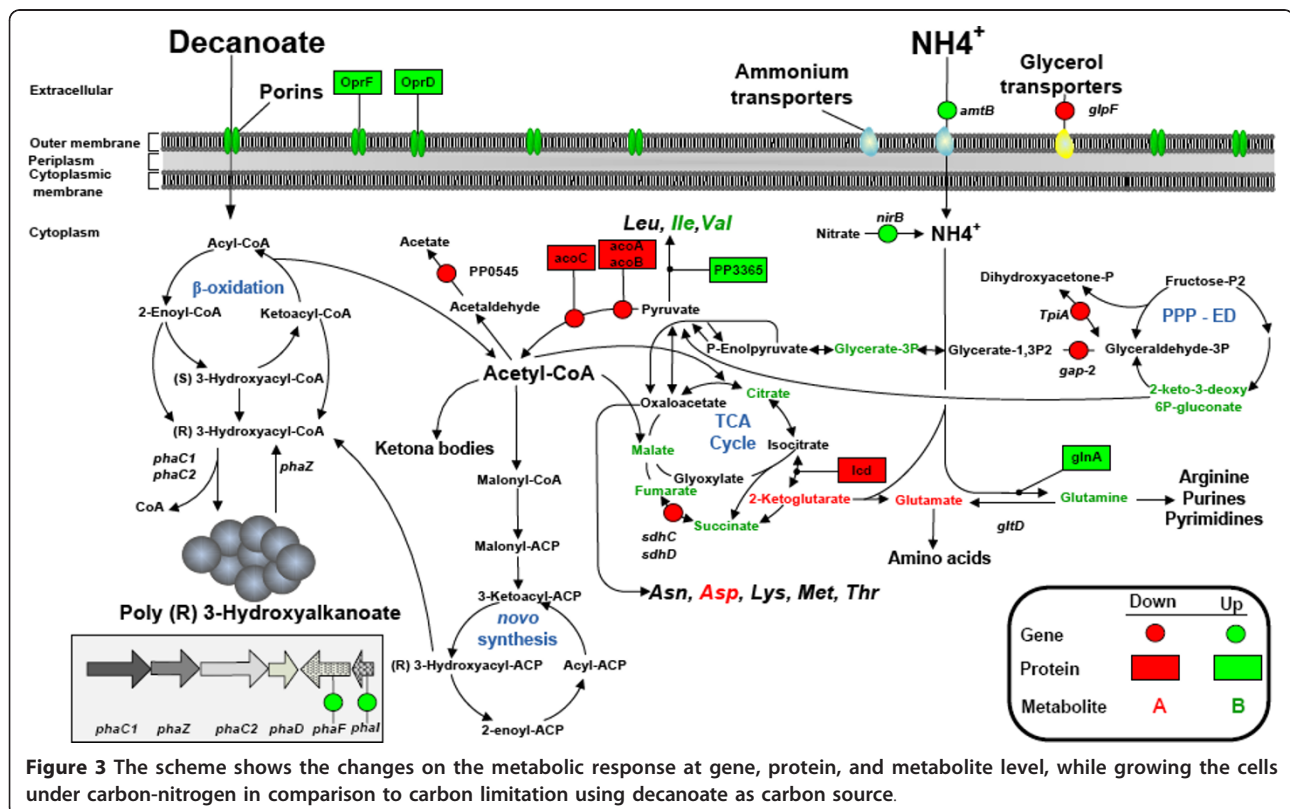 Decanoate
NH4+
Extracellular
Porins
OprF
OprD
Ammonium
transporters
Glycerol
transporters
amtB
glpF
Outer membrane
Periplasm
Cytoplasmic
membrane
Cytoplasm
Leu, Ile,Val
nirB
Nitrate
NH4+
Acyl-CoA
β-oxidation
2-Enoyl-CoA
Ketoacyl-CoA
(S) 3-Hydroxyacyl-CoA
(R) 3-Hydroxyacyl-CoA
phaC1
phaC2
phaZ
CoA
Poly (R) 3-Hydroxyalkanoate
phaC1
phaZ
phaC2
phaD
phaF
phaI
Acetate
PP0545
Acetaldehyde
acoC
acoA
acoB
PP3365
Pyruvate
Acetyl-CoA
Ketona bodies
Malonyl-CoA
Malonyl-ACP
3-Ketoacyl-ACP
novo
synthesis
(R) 3-Hydroxyacyl-ACP
Acyl-ACP
2-enoyl-ACP
P-Enolpyruvate
Glycerate-3P
Glycerate-1,3P2
gap-2
Glyceraldehyde-3P
Dihydroxyacetone-P
TpiA
Fructose-P2
PPP - ED
2-keto-3-deoxy
6P-gluconate
Oxaloacetate
Citrate
TCA
Cycle
Isocitrate
Malate
Glyoxylate
Fumarate
Icd
2-Ketoglutarate
Succinate
sdhC
sdhD
Glutamate
glnA
Glutamine
gltD
Amino acids
Arginine
Purines
Pyrimidines
Asn, Asp, Lys, Met, Thr
Down
Up
Gene
Protein
Metabolite
A
B
Figure 3 The scheme shows the changes on the metabolic response at gene, protein, and metabolite level, while growing the cells
under carbon-nitrogen in comparison to carbon limitation using decanoate as carbon source.